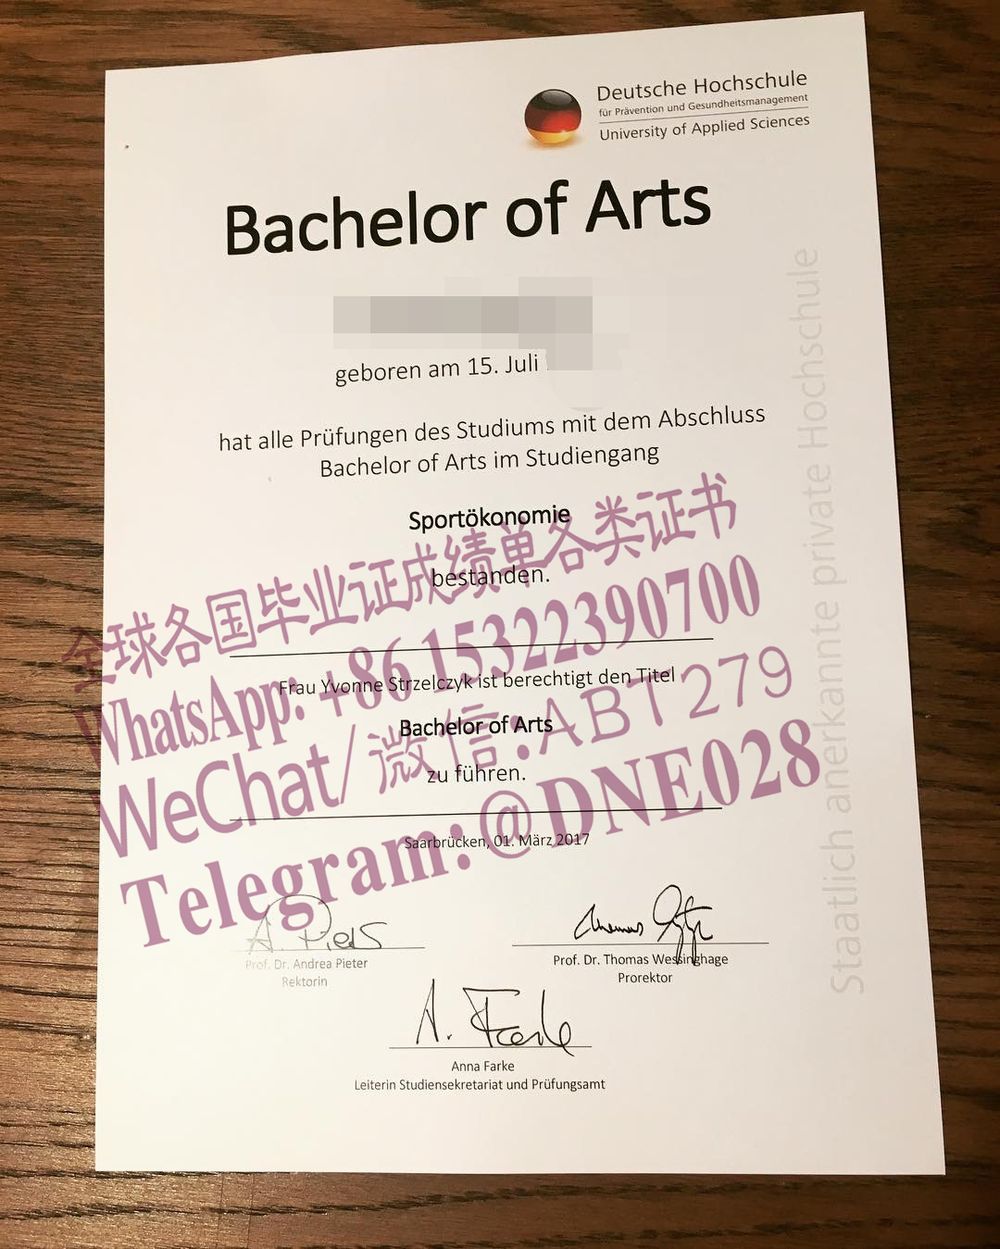 Deutsche Hochschule
für Prävention und Gesundheitsmanagement
University of Applied Sciences
Bachelor of Arts
geboren am 15. Juli
hat alle Prüfungen des Studiums mit dem Abschluss
Bachelor of Arts im Studiengang
Sportökonomie
bestanden.
全球各国毕业证成绩单各类证书
WhatsApp: +86 15322390700
Frau Yvonne Strzelczyk ist berechtigt den Titel
Bachelor of Arts
WeChat/微信:ABT279
zu führen.
Telegram:@DNE028
Saarbrücken, 01. März 2017
Prof. Dr. Andrea Pieter
Rektorin
Prof. Dr. Thomas Wessinghage
Prorektor
A. Farke
Anna Farke
Leiterin Studiensekretariat und Prüfungsamt
Staatlich anerkannte private Hochschule